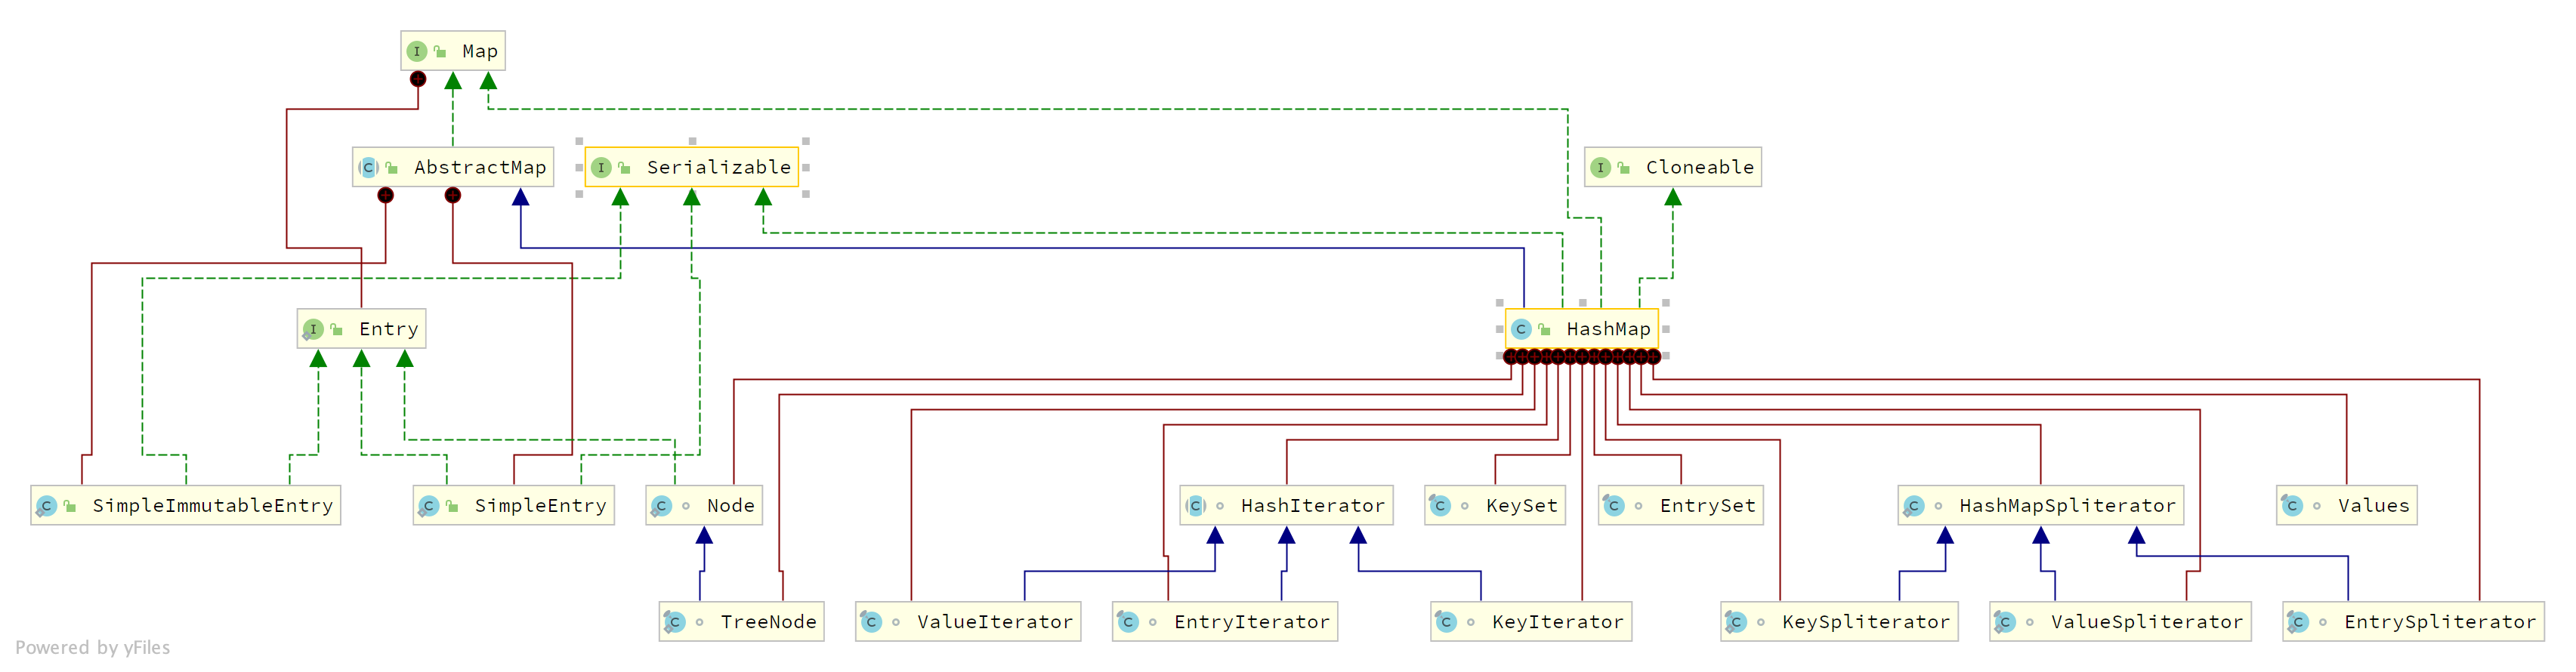 I Map
C AbstractMap
I Serializable
I Cloneable
I Entry
C HashMap
C SimpleImmutableEntry
C SimpleEntry
C Node
C HashIterator
C KeySet
C EntrySet
C HashMapSpliterator
C Values
C TreeNode
C ValueIterator
C EntryIterator
C KeyIterator
C KeySpliterator
C ValueSpliterator
C EntrySpliterator
Powered by yFiles